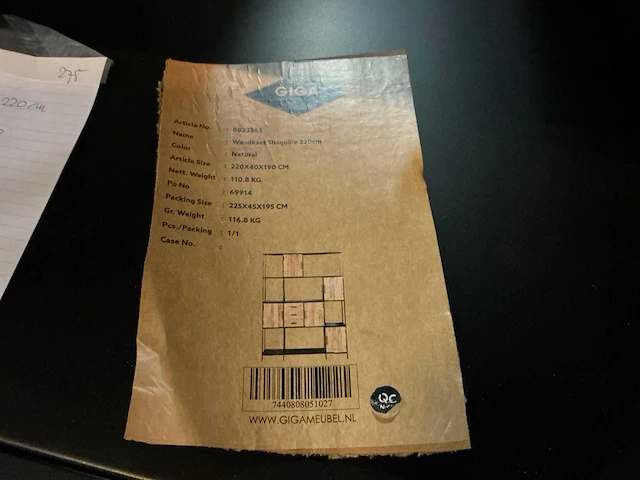 275
220 cm
GIGA
Article No. : 0022363
Name : Wandkast Shaquille 220cm
Color : Natural
Article Size : 220X40X190 CM
Nett. Weight : 110.8 KG
Po No : 69914
Packing Size : 225X45X195 CM
Gr. Weight : 116.8 KG
Pcs./Packing : 1/1
Case No. :
7440808051027
WWW.GIGAMEUBEL.NL
QC